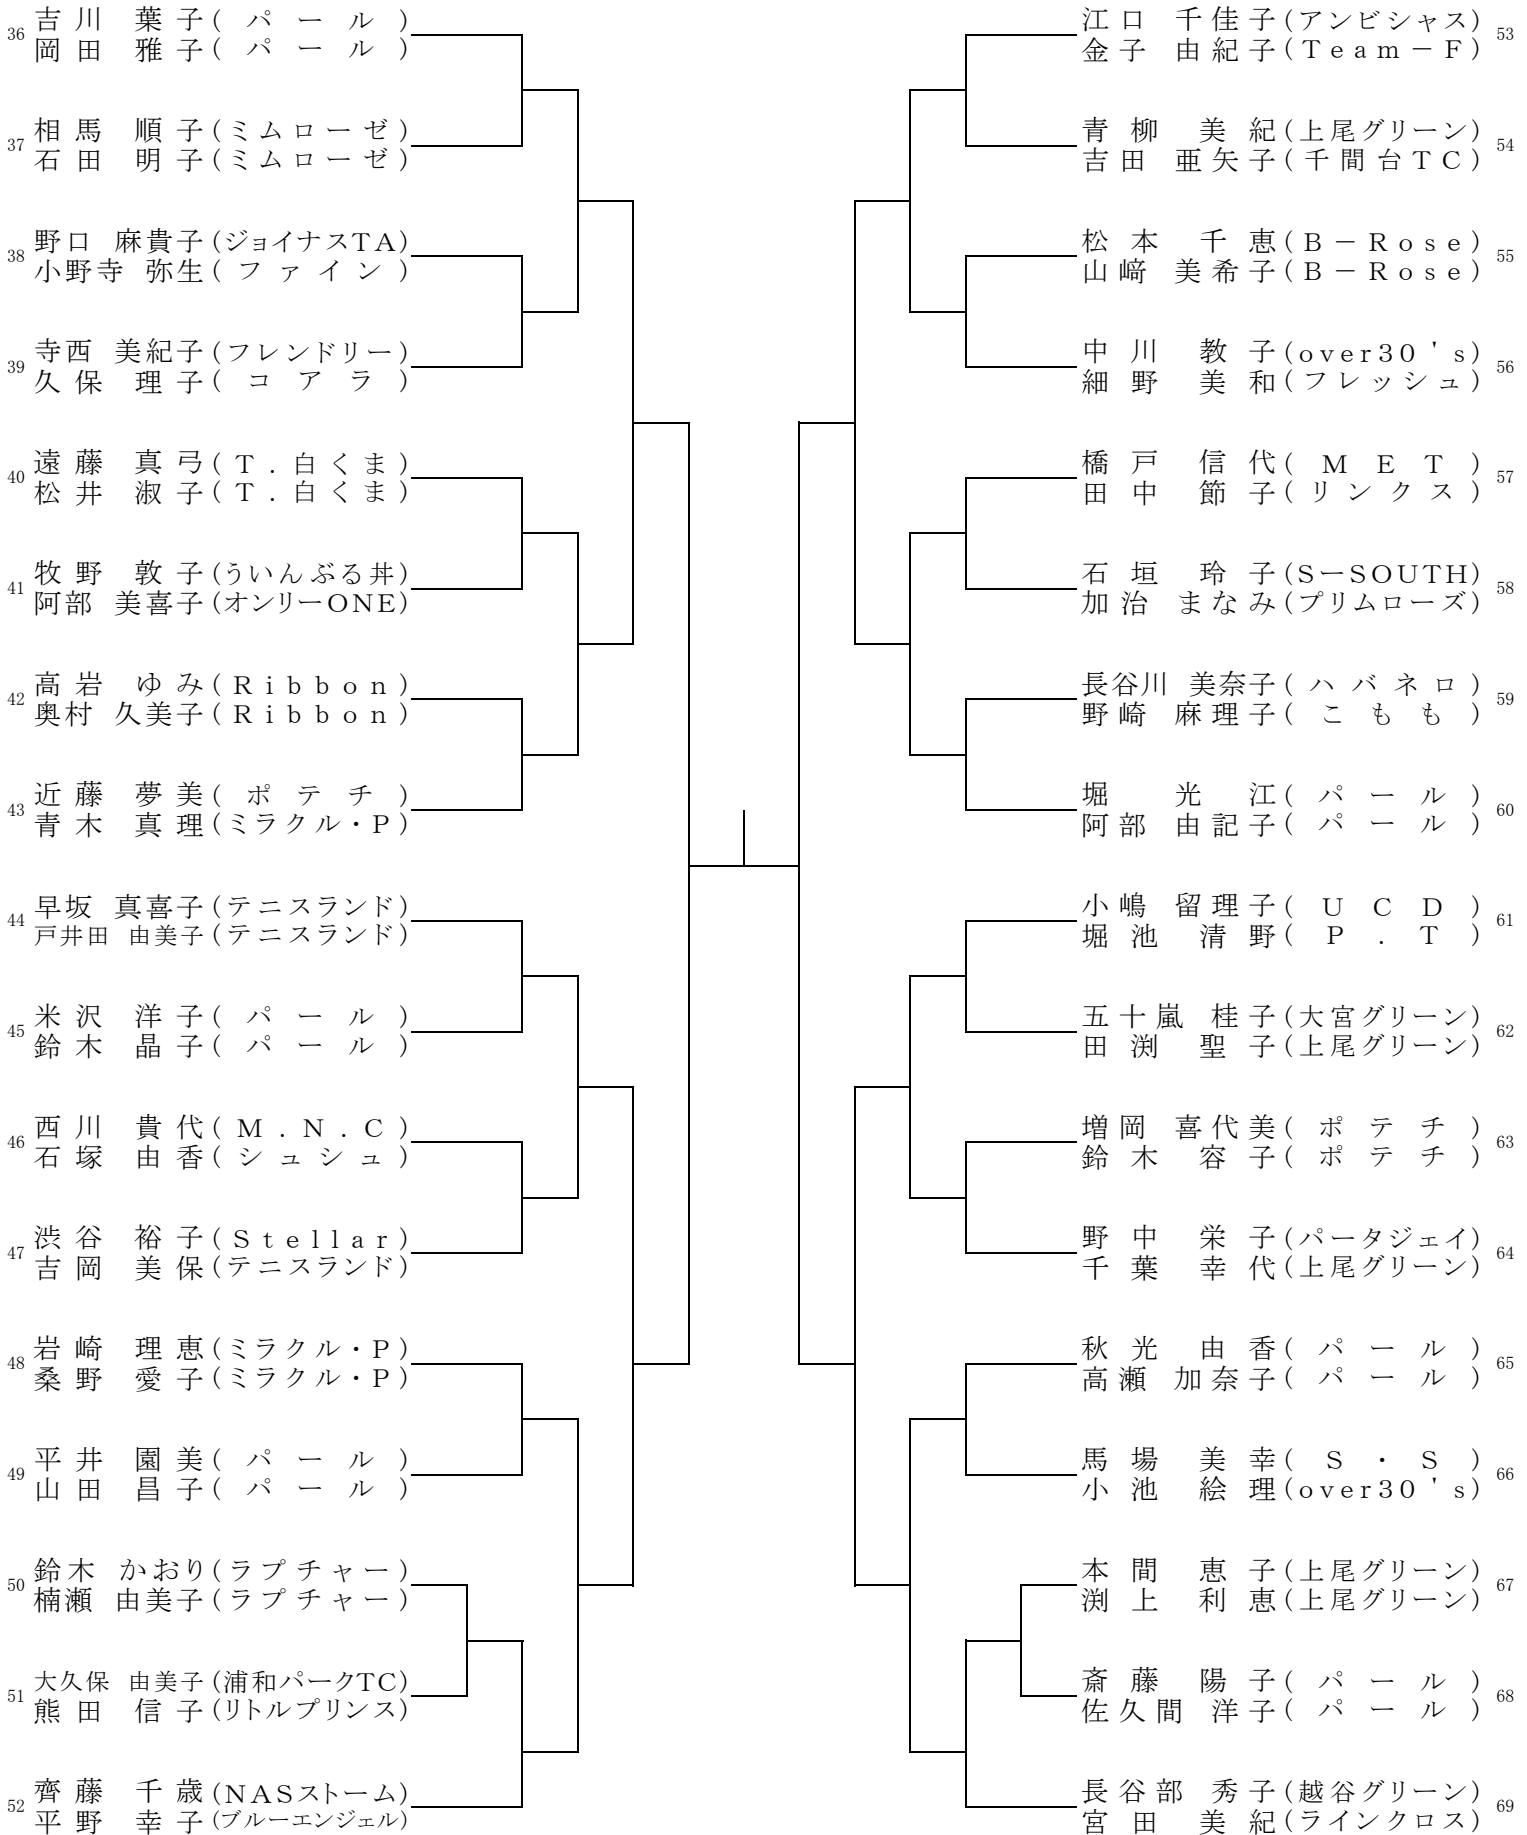 36 吉川 葉子(パール)
岡田 雅子(パール)
37 相馬 順子(ミムローゼ)
石田 明子(ミムローゼ)
38 野口 麻貴子(ジョイナスTA)
小野寺 弥生(ファイン)
39 寺西 美紀子(フレンドリー)
久保 理子(コアラ)
40 遠藤 真弓(T.白くま)
松井 淑子(T.白くま)
41 牧野 敦子(ういんぶる丼)
阿部 美喜子(オンリーONE)
42 高岩 ゆみ(Ribbon)
奥村 久美子(Ribbon)
43 近藤 夢美(ポテチ)
青木 真理(ミラクル・P)
44 早坂 真喜子(テニスランド)
戸井田 由美子(テニスランド)
45 米沢 洋子(パール)
鈴木 晶子(パール)
46 西川 貴代(M.N.C)
石塚 由香(シュシュ)
47 渋谷 裕子(Stellar)
吉岡 美保(テニスランド)
48 岩崎 理恵(ミラクル・P)
桑野 愛子(ミラクル・P)
49 平井 園美(パール)
山田 昌子(パール)
50 鈴木 かおり(ラプチャー)
楠瀬 由美子(ラプチャー)
51 大久保 由美子(浦和パークTC)
熊田 信子(リトルプリンス)
52 齊藤 千歳(NASストーム)
平野 幸子(ブルーエンジェル)
江口 千佳子(アンビシャス) 53
金子 由紀子(Team－F)
青柳 美紀(上尾グリーン) 54
吉田 亜矢子(千間台TC)
松本 千恵(B－Rose) 55
山﨑 美希子(B－Rose)
中川 教子(over30's) 56
細野 美和(フレッシュ)
橋戸 信代(MET) 57
田中 節子(リンクス)
石垣 玲子(SーSOUTH) 58
加治 まなみ(プリムローズ)
長谷川 美奈子(ハバネロ) 59
野崎 麻理子(こもも)
堀 光江(パール) 60
阿部 由記子(パール)
小嶋 留理子(UCD) 61
堀池 清野(P.T)
五十嵐 桂子(大宮グリーン) 62
田渕 聖子(上尾グリーン)
増岡 喜代美(ポテチ) 63
鈴木 容子(ポテチ)
野中 栄子(パータジェイ) 64
千葉 幸代(上尾グリーン)
秋光 由香(パール) 65
高瀬 加奈子(パール)
馬場 美幸(S・S) 66
小池 絵理(over30's)
本間 恵子(上尾グリーン) 67
渕上 利恵(上尾グリーン)
斎藤 陽子(パール) 68
佐久間 洋子(パール)
長谷部 秀子(越谷グリーン) 69
宮田 美紀(ラインクロス)